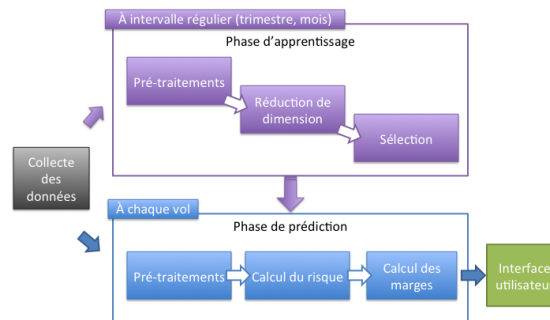 À intervalle régulier (trimestre, mois)
Phase d’apprentissage
Pré-traitements
Réduction de
dimension
Sélection
Collecte
des
données
À chaque vol
Phase de prédiction
Pré-traitements
Calcul du risque
Calcul des
marges
Interface
utilisateur